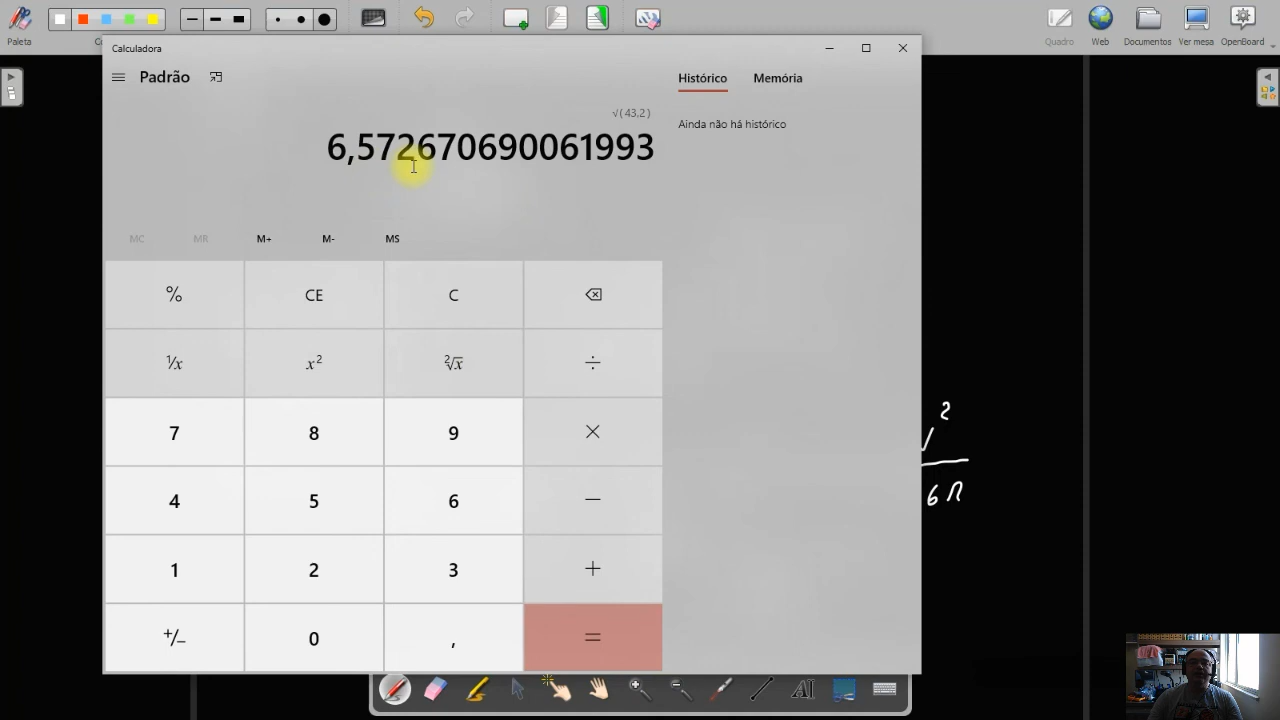 Paleta
Quadro
Web
Documentos
Ver mesa
OpenBoard
Calculadora
Padrão
Histórico
Memória
√( 43.2 )
6,572670690061993
Ainda não há histórico
MC
MR
M+
M-
MS
%
CE
C
⅟x
x²
²√x
÷
7
8
9
×
4
5
6
−
1
2
3
+
+/−
0
,
=
2
6